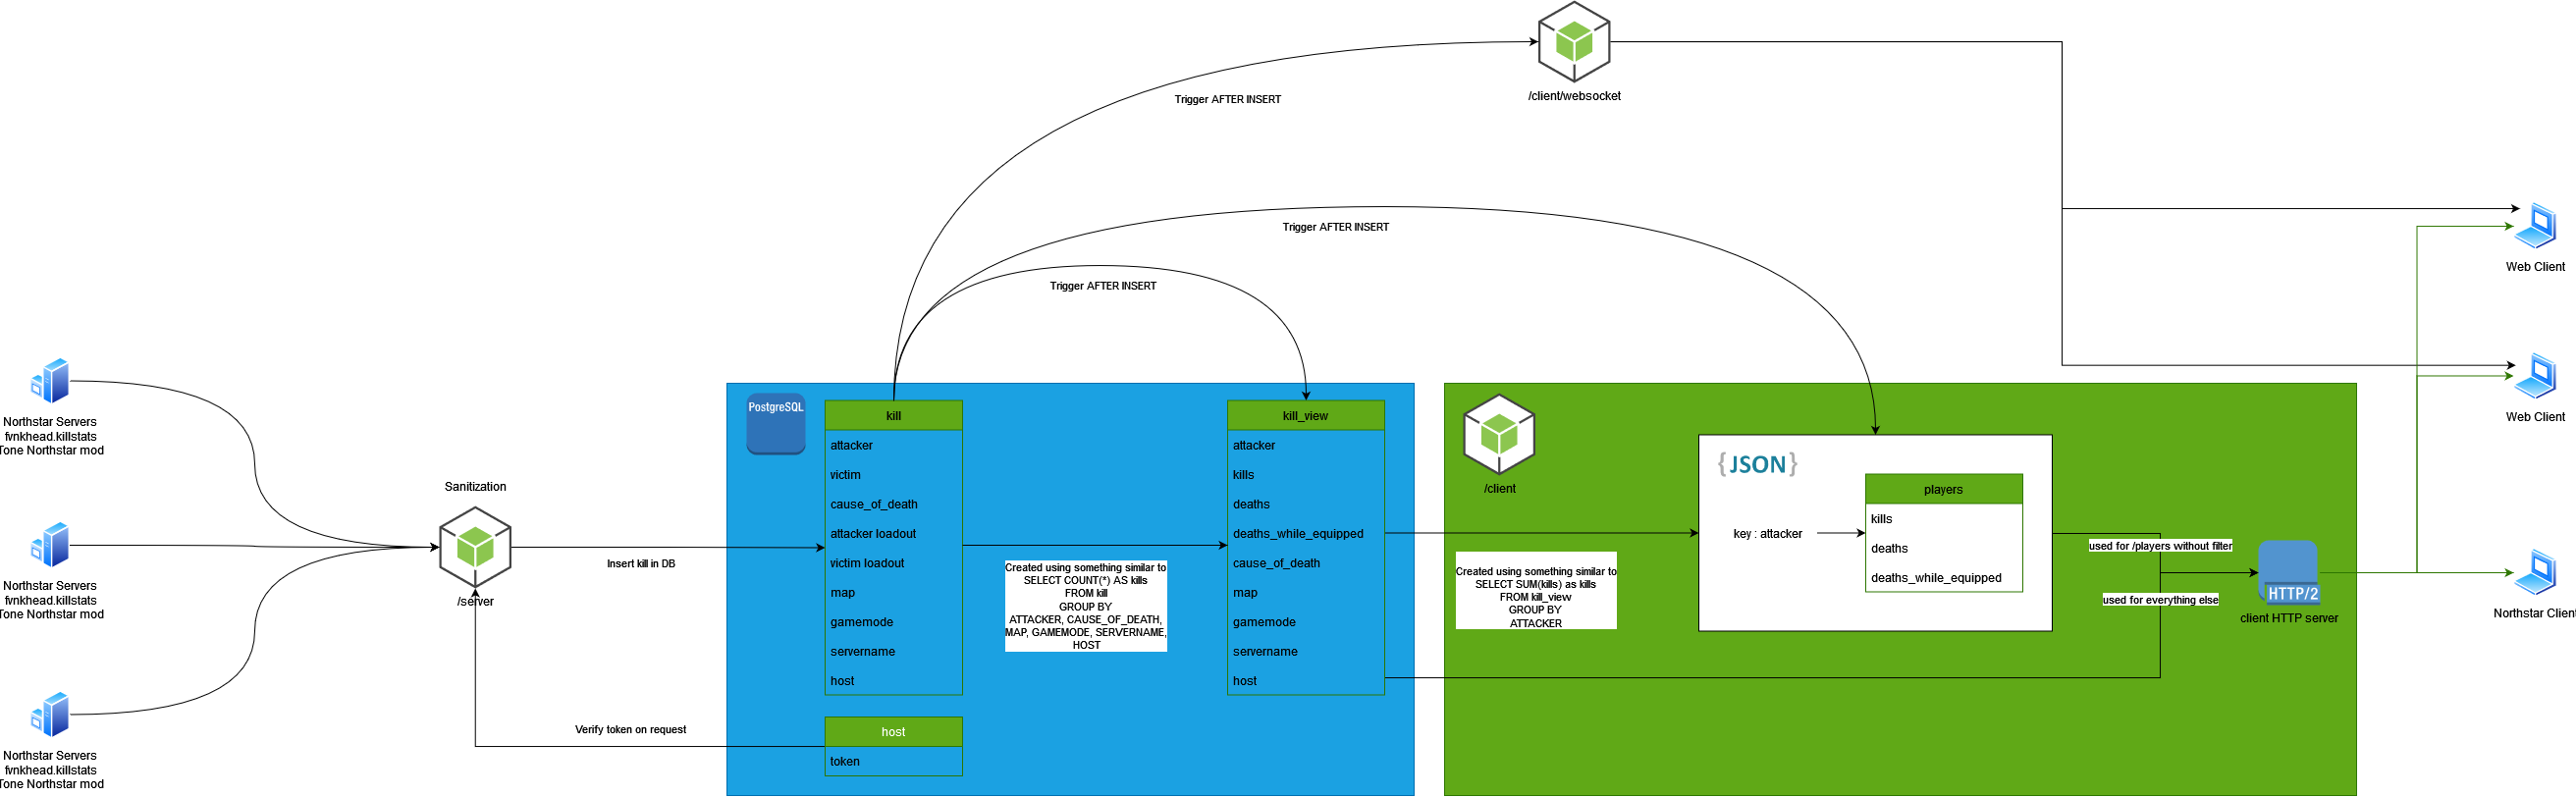 /client/websocket
Trigger AFTER INSERT
Trigger AFTER INSERT
Trigger AFTER INSERT
Web Client
Web Client
Northstar Client
Northstar Servers
fvnkhead.killstats
Tone Northstar mod
Northstar Servers
fvnkhead.killstats
Tone Northstar mod
Northstar Servers
fvnkhead.killstats
Tone Northstar mod
Sanitization
/server
Insert kill in DB
Verify token on request
PostgreSQL
kill
attacker
victim
cause_of_death
attacker loadout
victim loadout
map
gamemode
servername
host
host
token
Created using something similar to
SELECT COUNT(*) AS kills
FROM kill
GROUP BY
ATTACKER, CAUSE_OF_DEATH,
MAP, GAMEMODE, SERVERNAME,
HOST
kill_view
attacker
kills
deaths
deaths_while_equipped
cause_of_death
map
gamemode
servername
host
/client
Created using something similar to
SELECT SUM(kills) as kills
FROM kill_view
GROUP BY
ATTACKER
{JSON}
key : attacker
players
kills
deaths
deaths_while_equipped
used for /players without filter
used for everything else
HTTP/2
client HTTP server